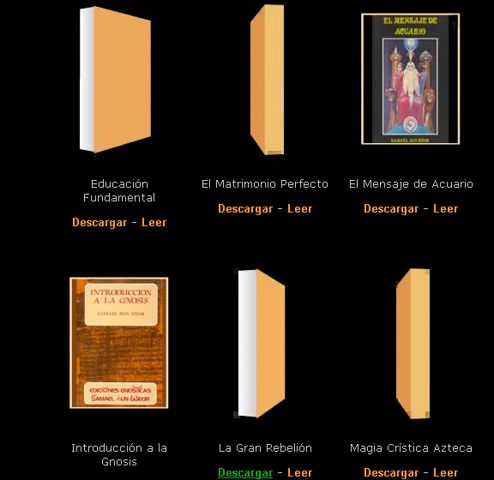 EL MENSAJE DE
ACUARIO
SAMAEL AUN WEOR
Educación
Fundamental
El Matrimonio Perfecto
El Mensaje de Acuario
Descargar - Leer
Descargar - Leer
Descargar - Leer
INTRODUCCION
A LA GNOSIS
SAMAEL AUN WEOR
EDICIONES GNOSTICAS
SAMAEL AUN WEOR
Introducción a la
Gnosis
La Gran Rebelión
Magia Crística Azteca
Descargar - Leer
Descargar - Leer